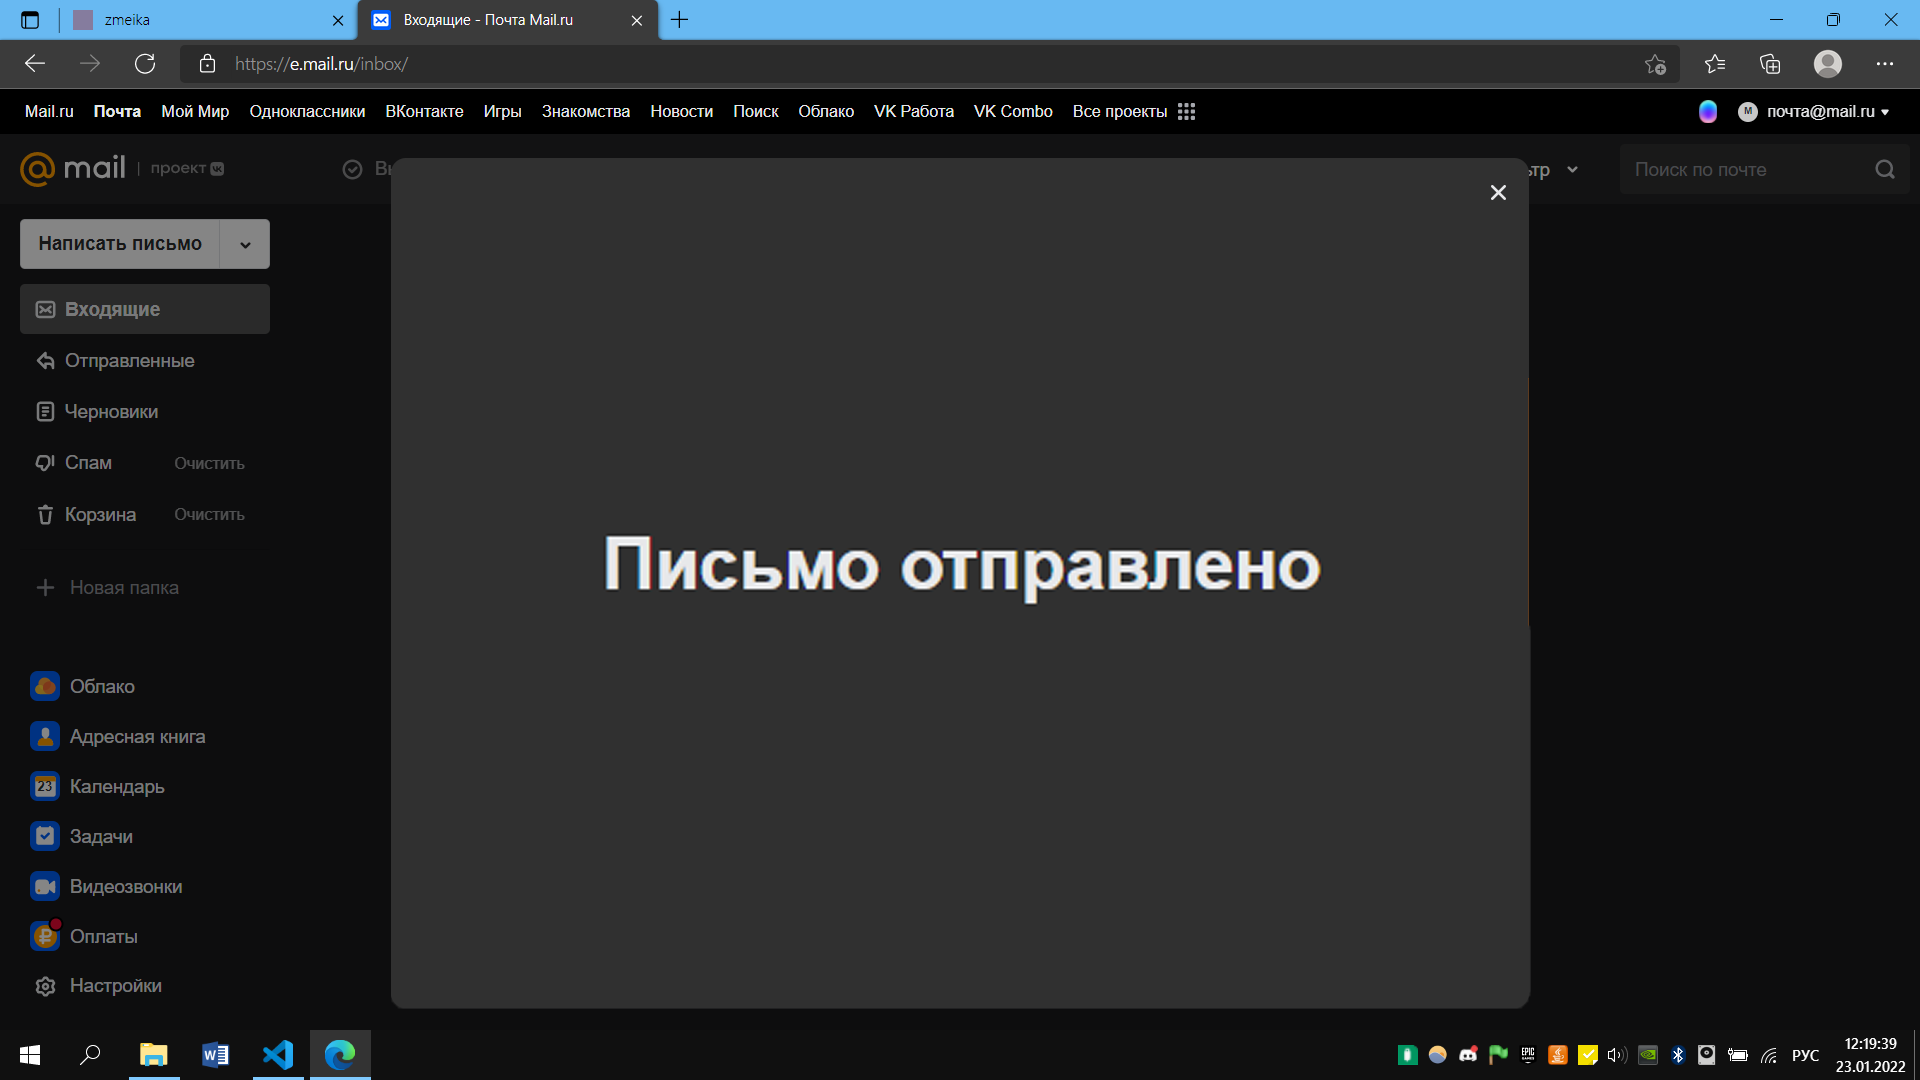 zmeika
Входящие - Почта Mail.ru
https://e.mail.ru/inbox/
Mail.ru Почта Мой Мир Одноклассники ВКонтакте Игры Знакомства Новости Поиск Облако VK Работа VK Combo Все проекты
М почта@mail.ru
@mail проект
Поиск по почте
Написать письмо
Входящие
Отправленные
Черновики
Спам Очистить
Корзина Очистить
Новая папка
Письмо отправлено
Облако
Адресная книга
23 Календарь
Задачи
Видеозвонки
Оплаты
Настройки
EPIC GAMES
РУС
12:19:39
23.01.2022